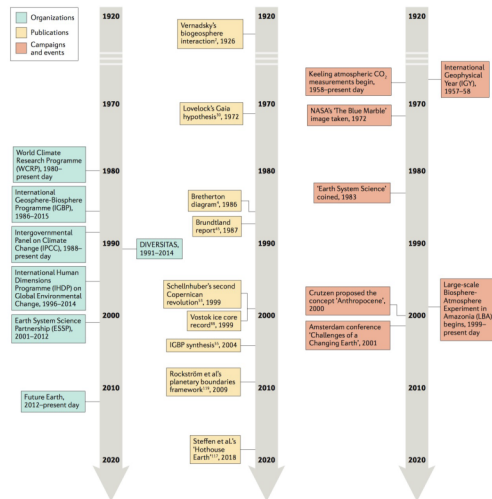 Organizations
Publications
Campaigns
and events
1920
1970
1980
1990
2000
2010
2020
World Climate
Research Programme
(WCRP), 1980–
present day
International
Geosphere-Biosphere
Programme (IGBP),
1986–2015
Intergovernmental
Panel on Climate
Change (IPCC), 1988–
present day
DIVERSITAS,
1991–2014
International Human
Dimensions
Programme (IHDP) on
Global Environmental
Change, 1996–2014
Earth System Science
Partnership (ESSP),
2001–2012
Future Earth,
2012–present day
1920
1970
1980
1990
2000
2010
2020
Vernadsky's
biogeosphere
interaction, 1926
Lovelock's Gaia
hypothesis, 1972
Bretherton
diagram, 1986
Brundtland
report, 1987
Schellnhuber's second
Copernican
revolution, 1999
Vostok ice core
record, 1999
IGBP synthesis, 2004
Rockström et al's
planetary boundaries
framework, 2009
Steffen et al.'s
'Hothouse
Earth', 2018
1920
1970
1980
1990
2000
2010
2020
Keeling atmospheric CO₂
measurements begin,
1958–present day
International
Geophysical
Year (IGY),
1957–58
NASA's 'The Blue Marble'
image taken, 1972
'Earth System Science'
coined, 1983
Crutzen proposed the
concept 'Anthropocene',
2000
Amsterdam conference
'Challenges of a
Changing Earth', 2001
Large-scale
Biosphere-
Atmosphere
Experiment in
Amazonia (LBA)
begins, 1999–
present day